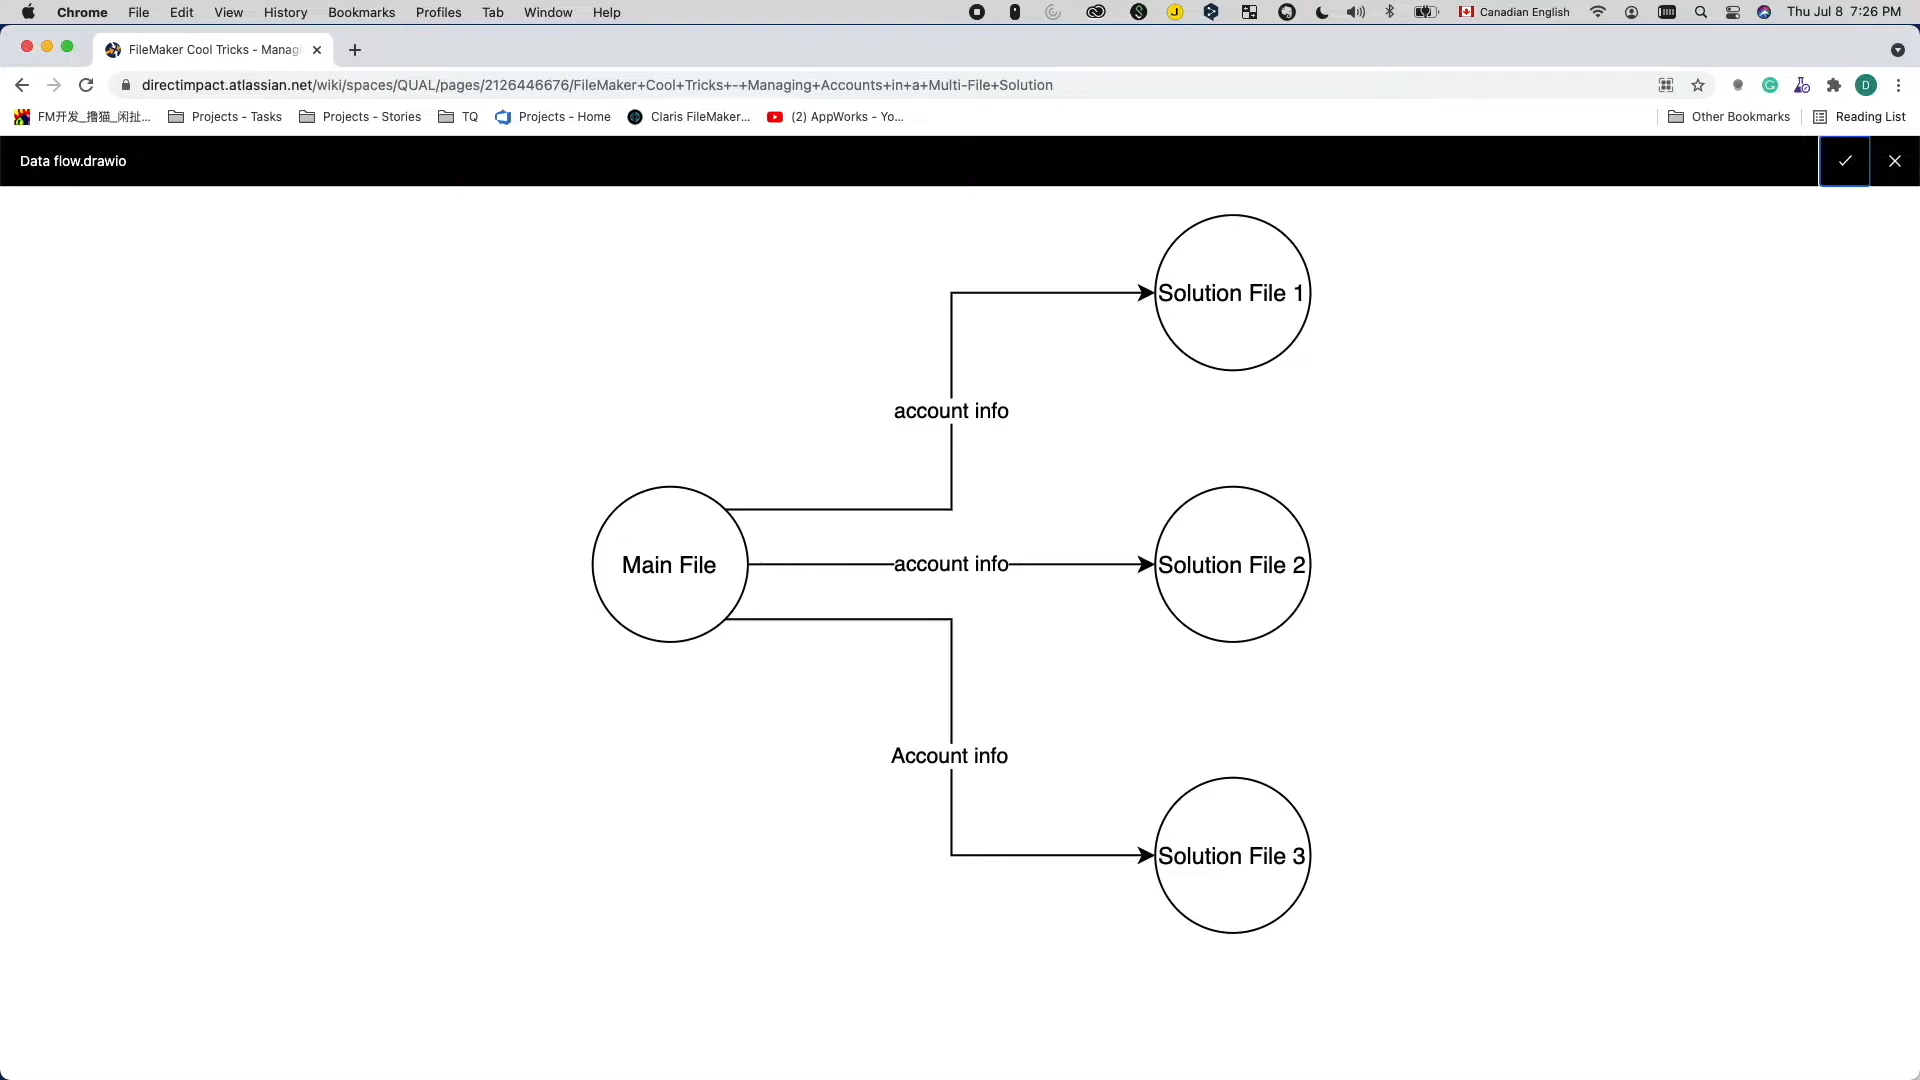 Chrome File Edit View History Bookmarks Profiles Tab Window Help Canadian English Thu Jul 8 7:26 PM
FileMaker Cool Tricks - Managi
directimpact.atlassian.net/wiki/spaces/QUAL/pages/2126446676/FileMaker+Cool+Tricks+-+Managing+Accounts+in+a+Multi-File+Solution
D
FM开发_撸猫_闲扯... Projects - Tasks Projects - Stories TQ Projects - Home Claris FileMaker... (2) AppWorks - Yo... Other Bookmarks Reading List
Data flow.drawio
Solution File 1
account info
Main File
account info
Solution File 2
Account info
Solution File 3